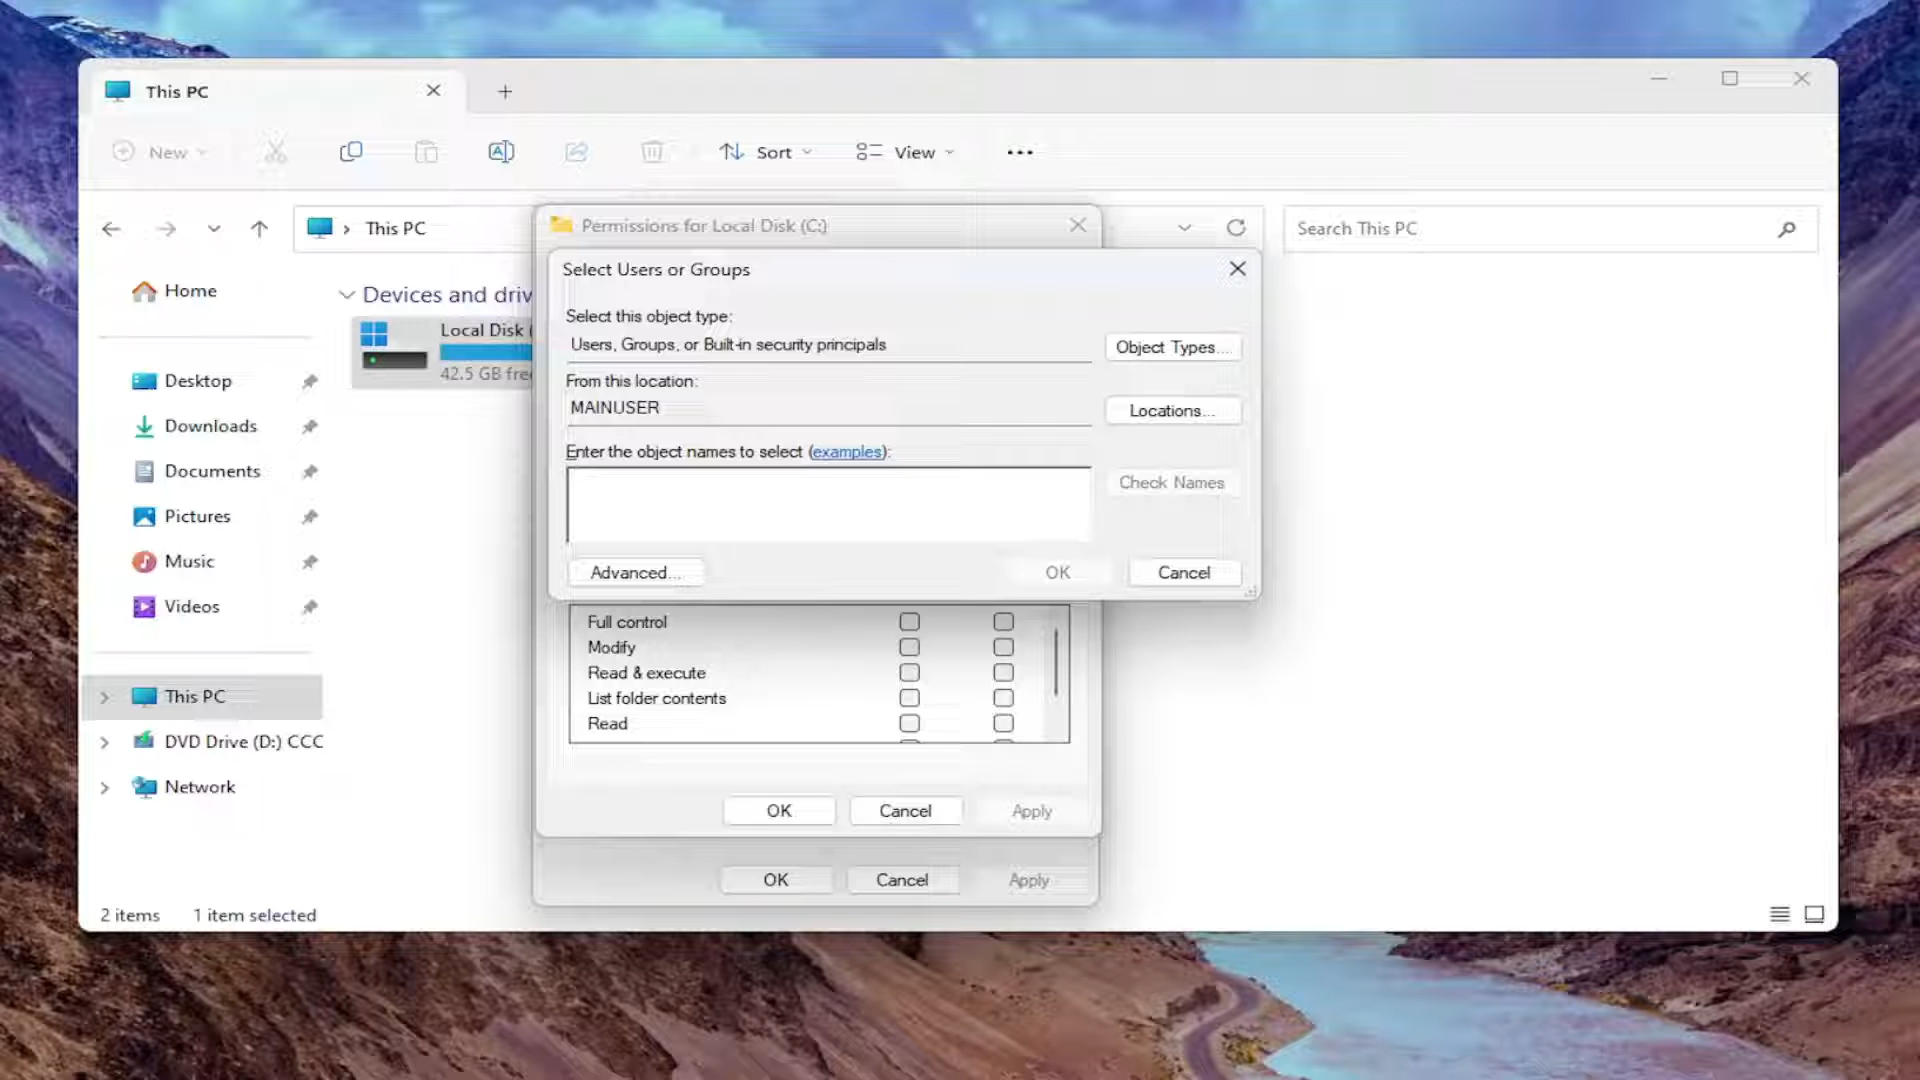 This PC
New
Sort
View
This PC
Search This PC
Permissions for Local Disk (C:)
Select Users or Groups
Select this object type:
Users, Groups, or Built-in security principals
Object Types...
From this location:
MAINUSER
Locations...
Enter the object names to select (examples):
Check Names
Advanced...
OK
Cancel
Home
Desktop
Downloads
Documents
Pictures
Music
Videos
This PC
DVD Drive (D:) CCC
Network
Devices and driv
Local Disk (
42.5 GB free
Full control
Modify
Read & execute
List folder contents
Read
OK
Cancel
Apply
OK
Cancel
Apply
2 items
1 item selected